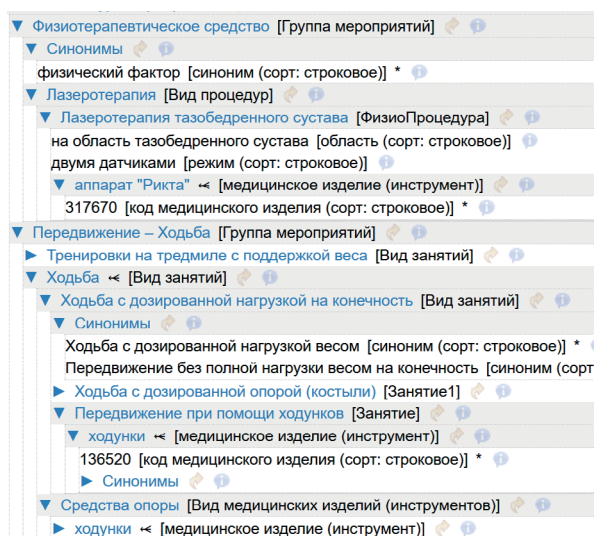 ▼ Физиотерапевтическое средство [Группа мероприятий]
▼ Синонимы
физический фактор [синоним (сорт: строковое)] *
▼ Лазеротерапия [Вид процедур]
▼ Лазеротерапия тазобедренного сустава [ФизиоПроцедура]
на область тазобедренного сустава [область (сорт: строковое)]
двумя датчиками [режим (сорт: строковое)]
▼ аппарат "Рикта" [медицинское изделие (инструмент)]
317670 [код медицинского изделия (сорт: строковое)] *
▼ Передвижение – Ходьба [Группа мероприятий]
► Тренировки на тредмиле с поддержкой веса [Вид занятий]
▼ Ходьба [Вид занятий]
▼ Ходьба с дозированной нагрузкой на конечность [Вид занятий]
▼ Синонимы
Ходьба с дозированной нагрузкой весом [синоним (сорт: строковое)] *
Передвижение без полной нагрузки весом на конечность [синоним (сорт
► Ходьба с дозированной опорой (костыли) [Занятие1]
▼ Передвижение при помощи ходунков [Занятие]
▼ ходунки [медицинское изделие (инструмент)]
136520 [код медицинского изделия (сорт: строковое)] *
► Синонимы
▼ Средства опоры [Вид медицинских изделий (инструментов)]
► ходунки [медицинское изделие (инструмент)]